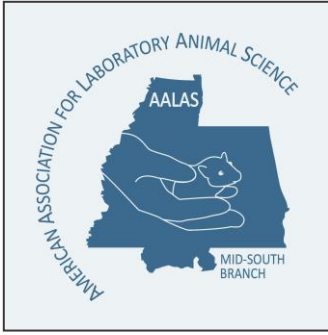 AMERICAN ASSOCIATION FOR LABORATORY ANIMAL SCIENCE
AALAS
MID-SOUTH
BRANCH